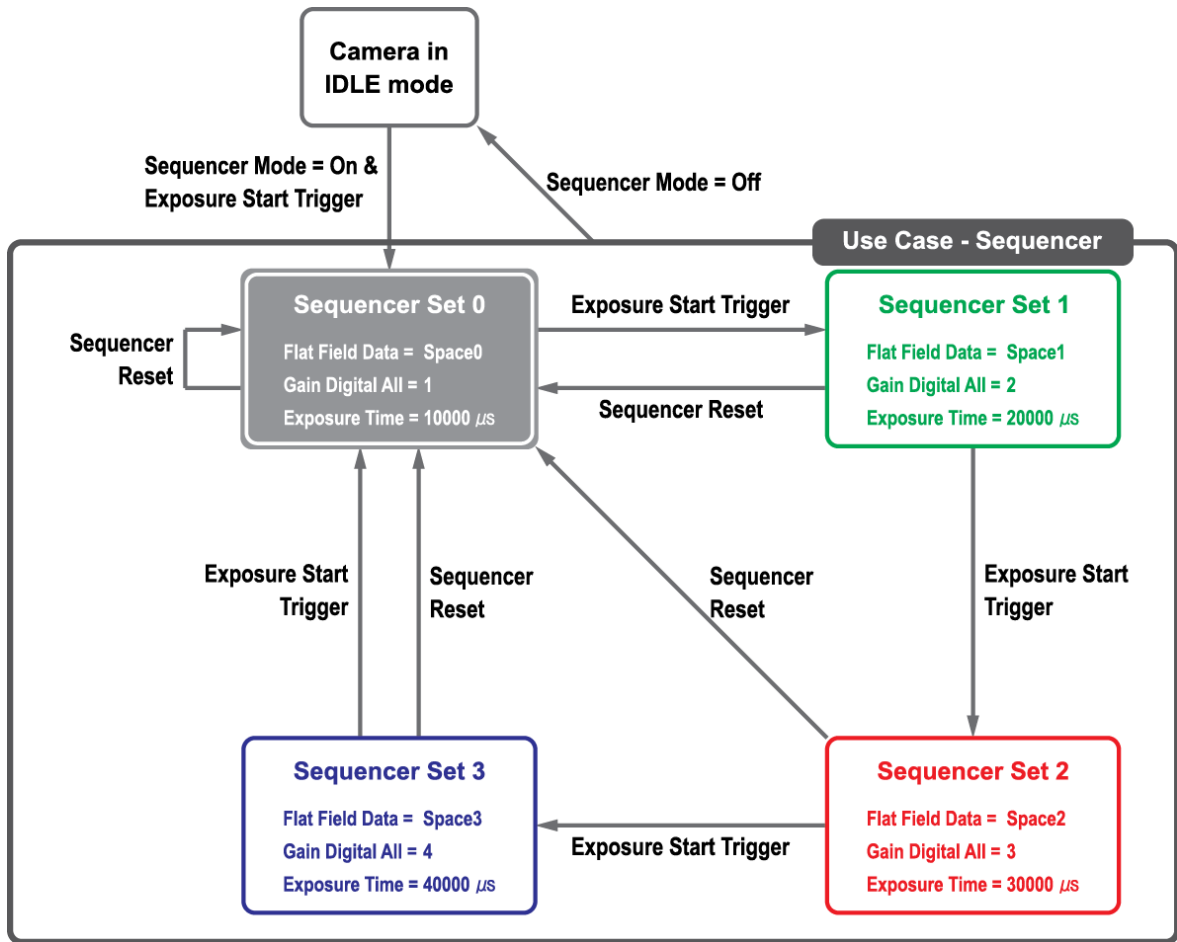 Camera in
IDLE mode
Sequencer Mode = On &
Exposure Start Trigger
Sequencer Mode = Off
Use Case - Sequencer
Sequencer Set 0
Flat Field Data = Space0
Gain Digital All = 1
Exposure Time = 10000 μs
Sequencer
Reset
Exposure Start Trigger
Sequencer Reset
Sequencer Set 1
Flat Field Data = Space1
Gain Digital All = 2
Exposure Time = 20000 μs
Exposure Start
Trigger
Sequencer
Reset
Sequencer
Reset
Exposure Start
Trigger
Sequencer Set 3
Flat Field Data = Space3
Gain Digital All = 4
Exposure Time = 40000 μs
Exposure Start Trigger
Sequencer Set 2
Flat Field Data = Space2
Gain Digital All = 3
Exposure Time = 30000 μs